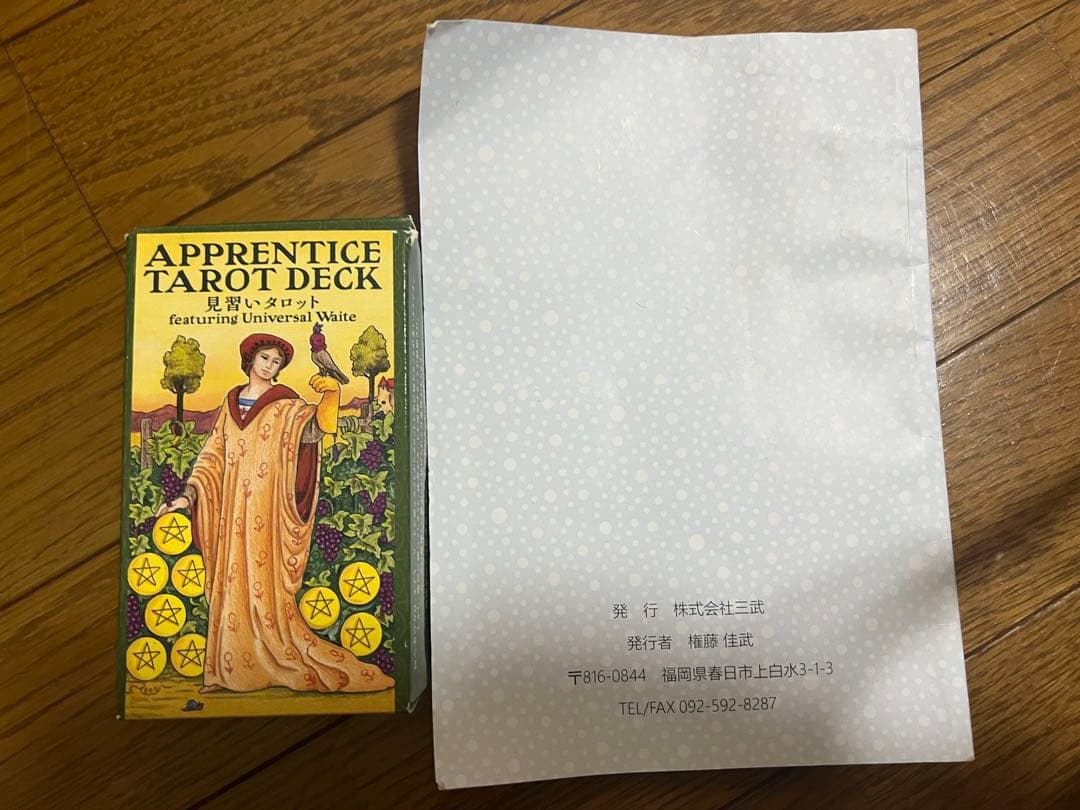 APPRENTICE
TAROT DECK
見習いタロット
featuring Universal Waite
発　行　株式会社三武
発行者　権藤 佳武
〒816-0844　福岡県春日市上白水3-1-3
TEL/FAX 092-592-8287